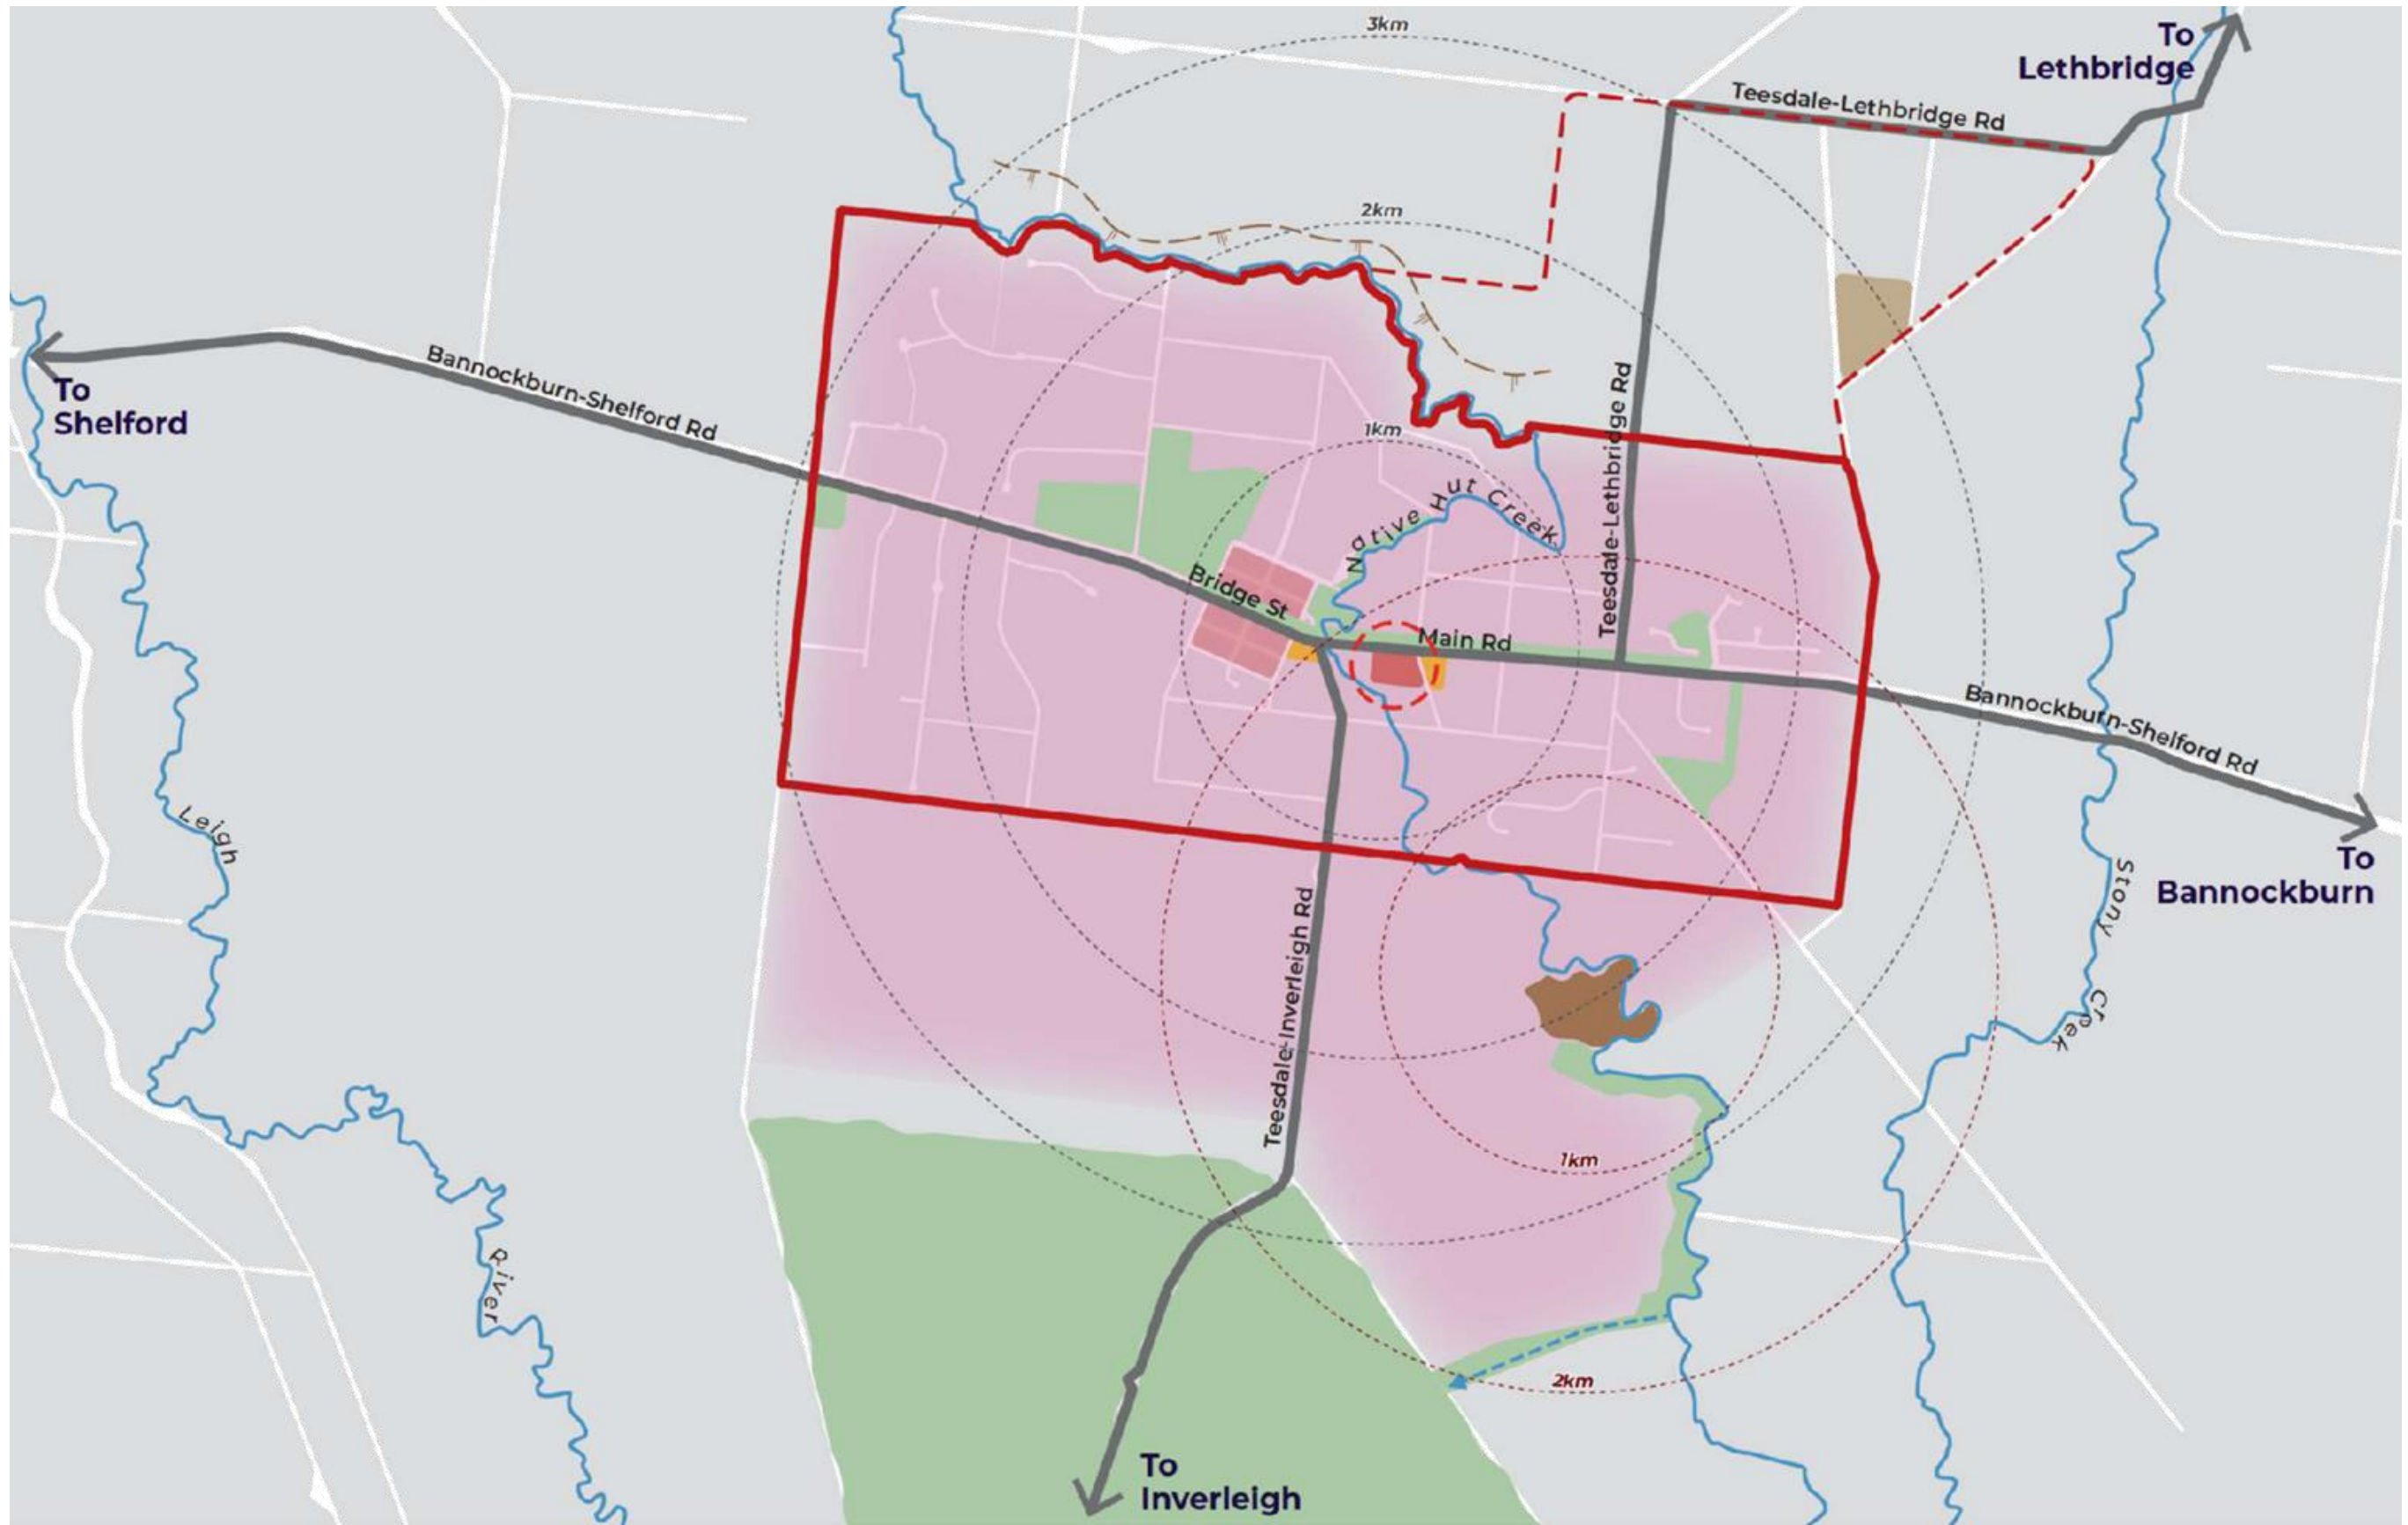 3km
To
Lethbridge
Teesdale-Lethbridge Rd
2km
To
Shelford
Bannockburn-Shelford Rd
1km
Teesdale-Lethbridge Rd
Native Hut Creek
Bridge St
Main Rd
Bannockburn-Shelford Rd
To
Bannockburn
Leigh
River
Stony
Creek
Teesdale-Inverleigh Rd
1km
2km
To
Inverleigh